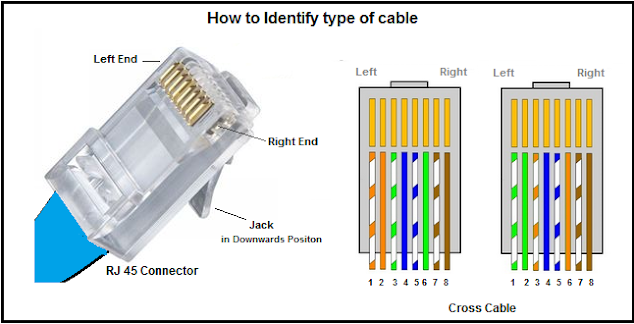 How to Identify type of cable
Left End
Right End
Jack
in Downwards Positon
RJ 45 Connector
Left Right
1 2 3 4 5 6 7 8
Left Right
1 2 3 4 5 6 7 8
Cross Cable